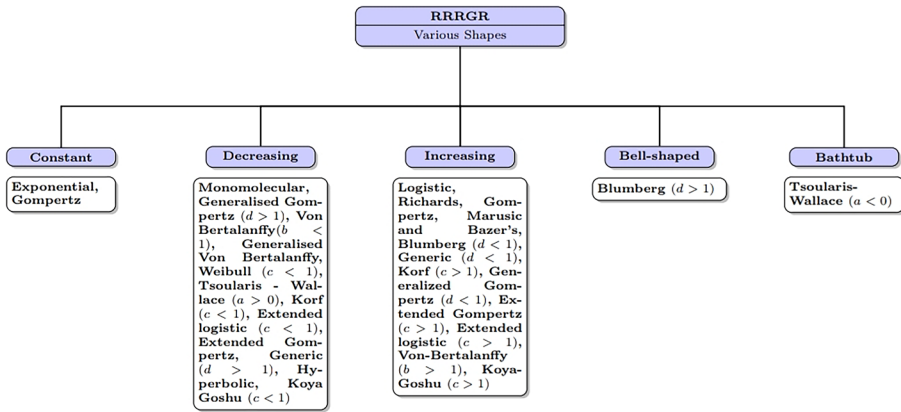 RRRGR
Various Shapes
Constant
Exponential,
Gompertz
Decreasing
Monomolecular,
Generalised Gom-
pertz (d > 1), Von
Bertalanffy(b <
1), Generalised
Von Bertalanffy,
Weibull (c < 1),
Tsoularis - Wal-
lace (a > 0), Korf
(c < 1), Extended
logistic (c < 1),
Extended Gom-
pertz, Generic
(d > 1), Hy-
perbolic, Koya
Goshu (c < 1)
Increasing
Logistic,
Richards, Gom-
pertz, Marusic
and Bazer's,
Blumberg (d < 1),
Generic (d < 1),
Korf (c > 1), Gen-
eralized Gom-
pertz (d < 1), Ex-
tended Gompertz
(c > 1), Extended
logistic (c > 1),
Von-Bertalanffy
(b > 1), Koya-
Goshu (c > 1)
Bell-shaped
Blumberg (d > 1)
Bathtub
Tsoularis-
Wallace (a < 0)